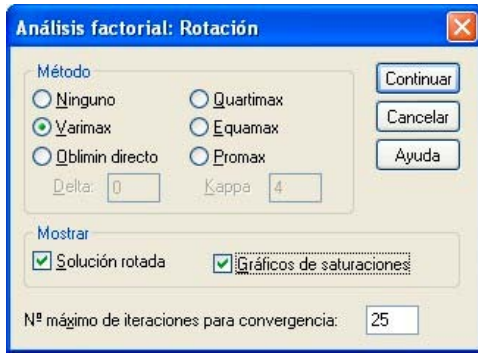 Análisis factorial: Rotación
Método
Ninguno
Quartimax
Varimax
Equamax
Oblimin directo
Promax
Delta: 0
Kappa 4
Continuar
Cancelar
Ayuda
Mostrar
Solución rotada
Gráficos de saturaciones
Nº máximo de iteraciones para convergencia: 25